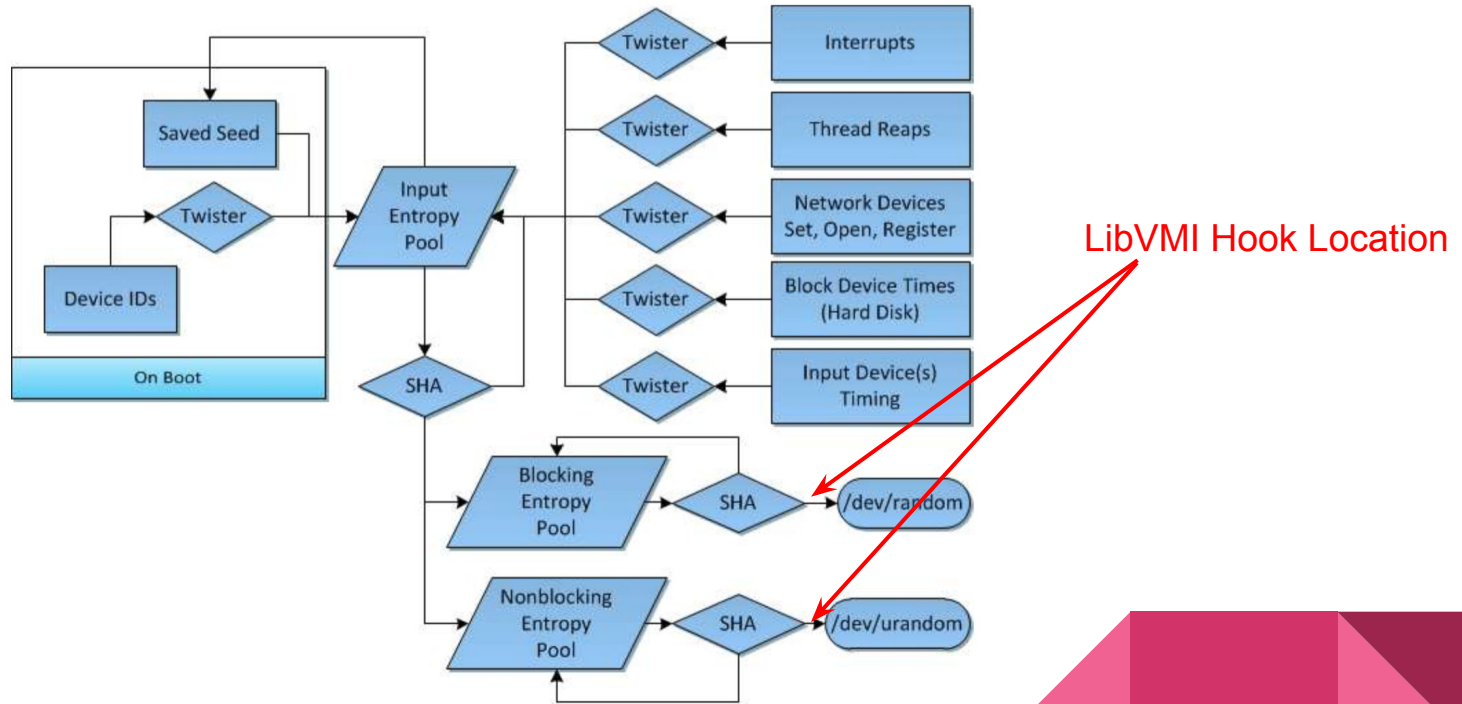 Saved Seed
Twister
Device IDs
On Boot
Input
Entropy
Pool
SHA
Twister
Interrupts
Twister
Thread Reaps
Twister
Network Devices
Set, Open, Register
Twister
Block Device Times
(Hard Disk)
Twister
Input Device(s)
Timing
LibVMI Hook Location
Blocking
Entropy
Pool
SHA
/dev/random
Nonblocking
Entropy
Pool
SHA
/dev/urandom